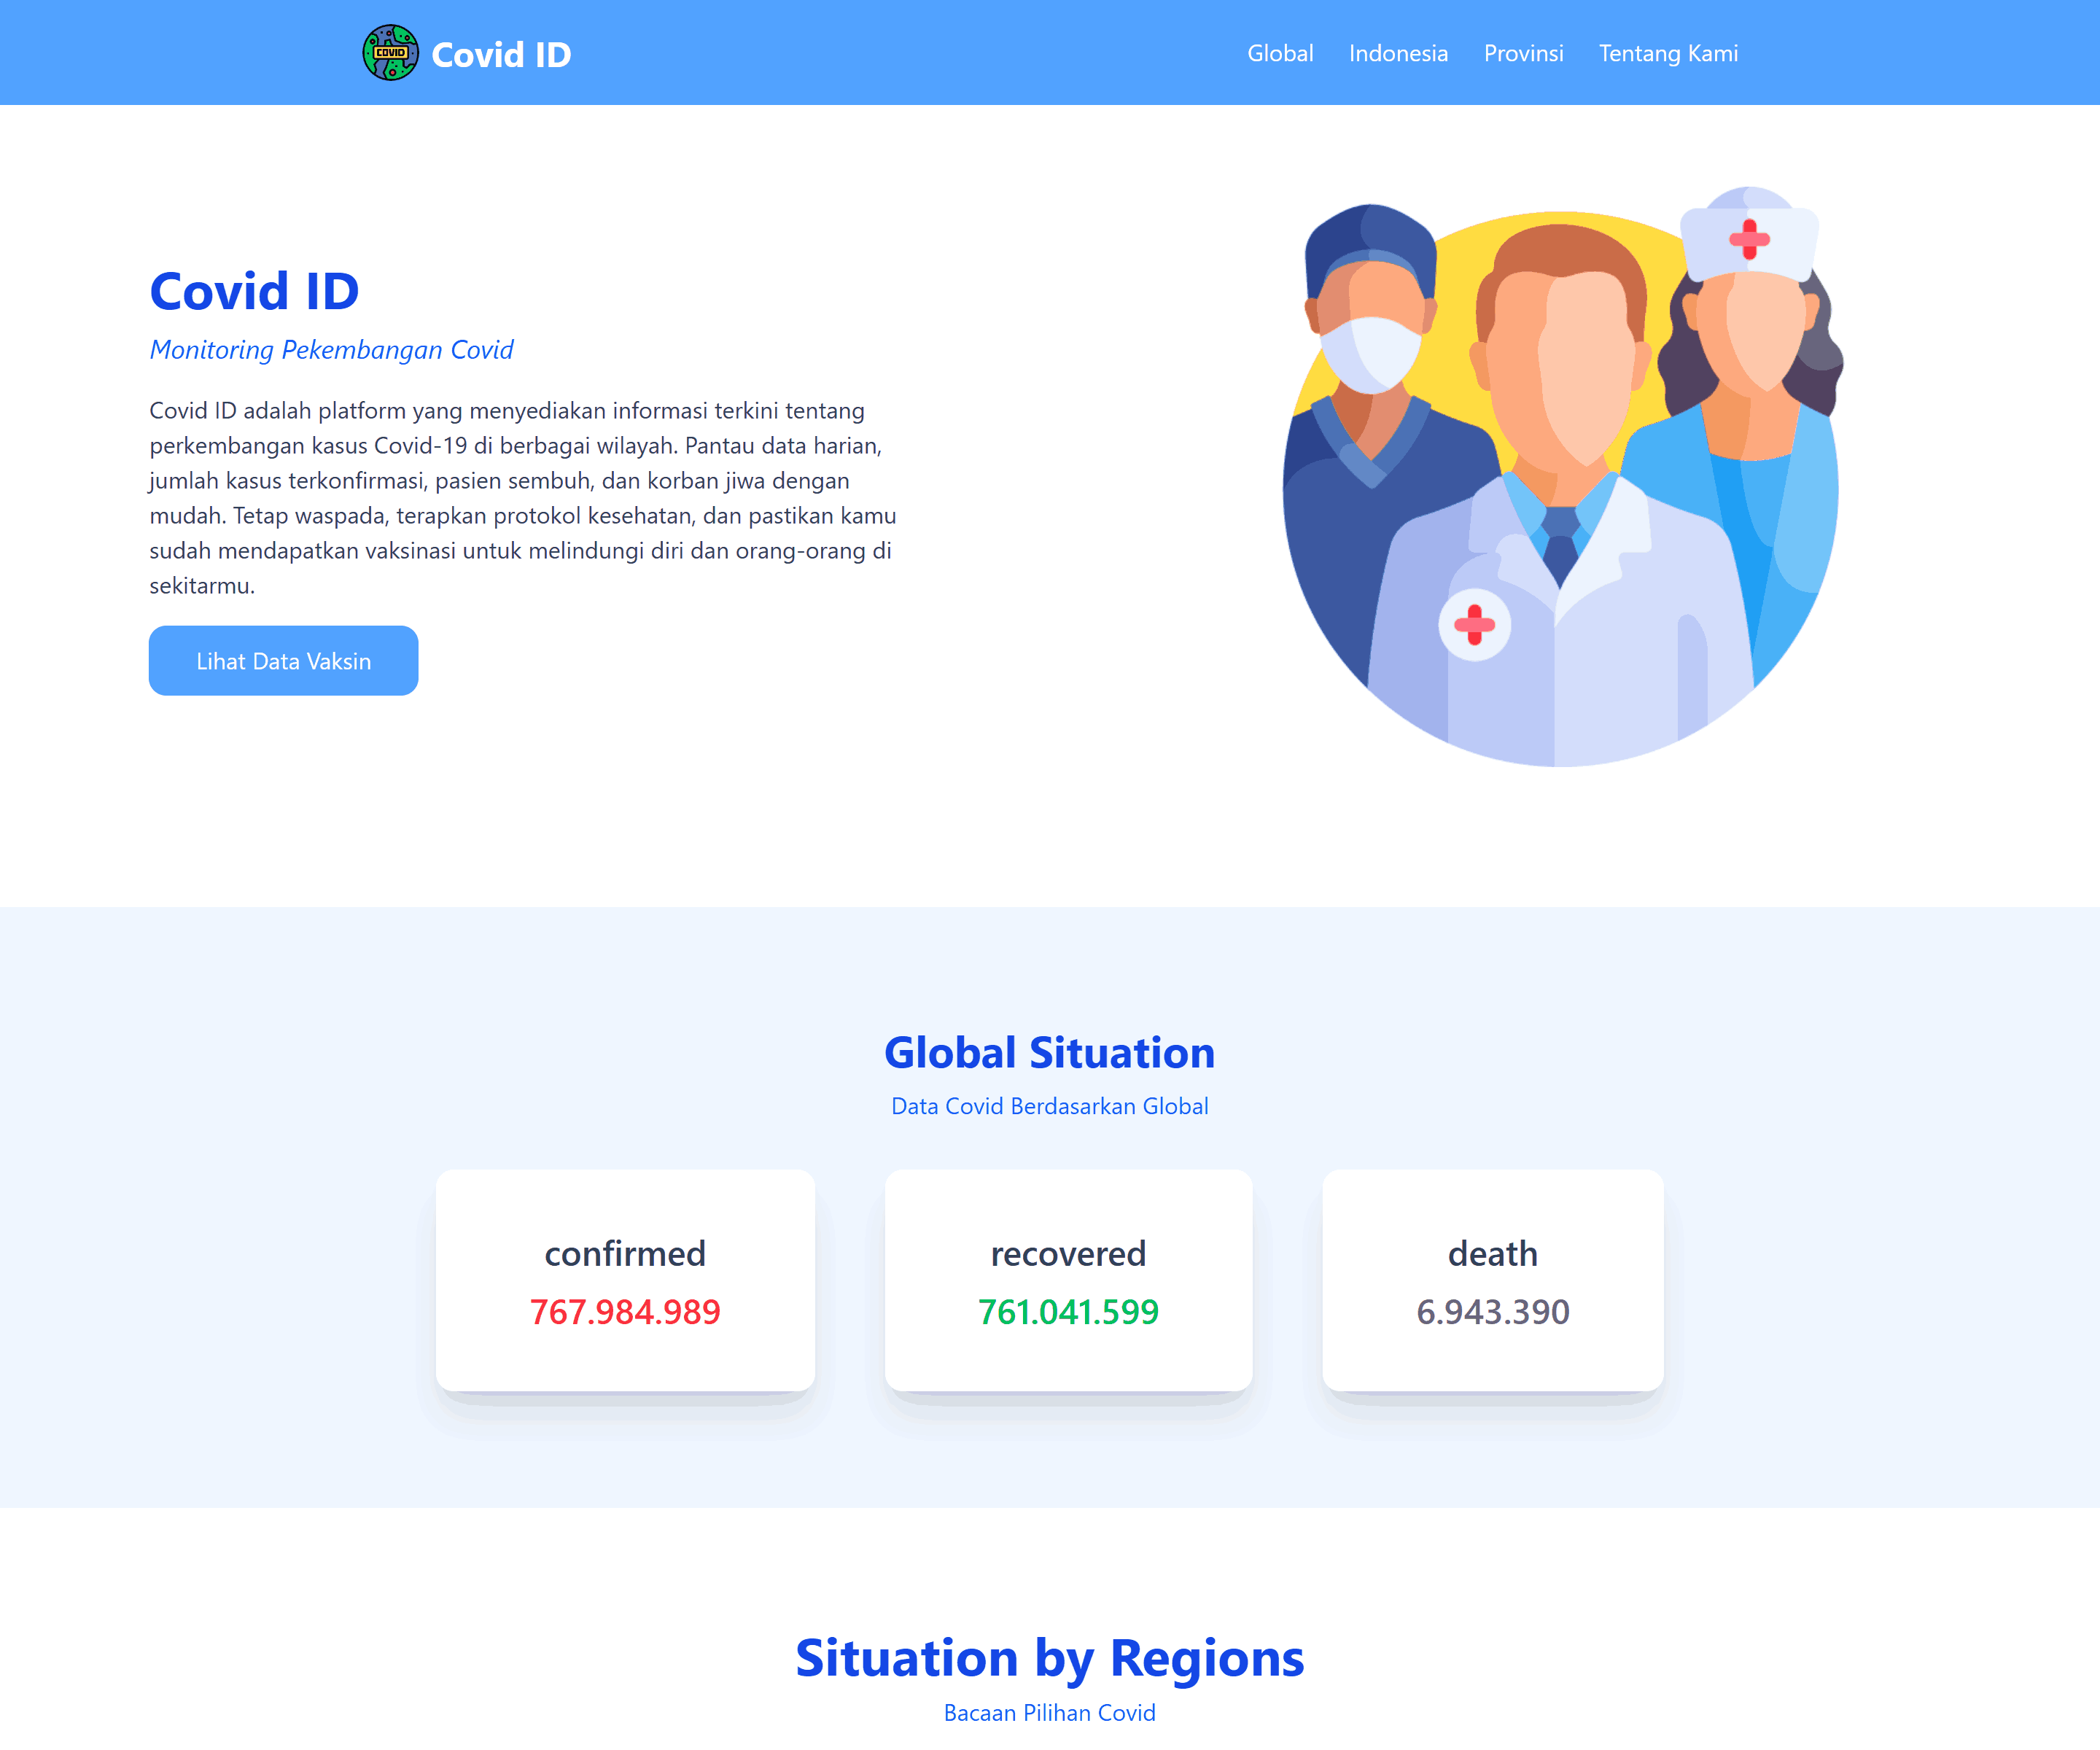 COVID
Covid ID
Global Indonesia Provinsi Tentang Kami
Covid ID
Monitoring Pekembangan Covid
Covid ID adalah platform yang menyediakan informasi terkini tentang
perkembangan kasus Covid-19 di berbagai wilayah. Pantau data harian,
jumlah kasus terkonfirmasi, pasien sembuh, dan korban jiwa dengan
mudah. Tetap waspada, terapkan protokol kesehatan, dan pastikan kamu
sudah mendapatkan vaksinasi untuk melindungi diri dan orang-orang di
sekitarmu.
Lihat Data Vaksin
Global Situation
Data Covid Berdasarkan Global
confirmed
767.984.989
recovered
761.041.599
death
6.943.390
Situation by Regions
Bacaan Pilihan Covid